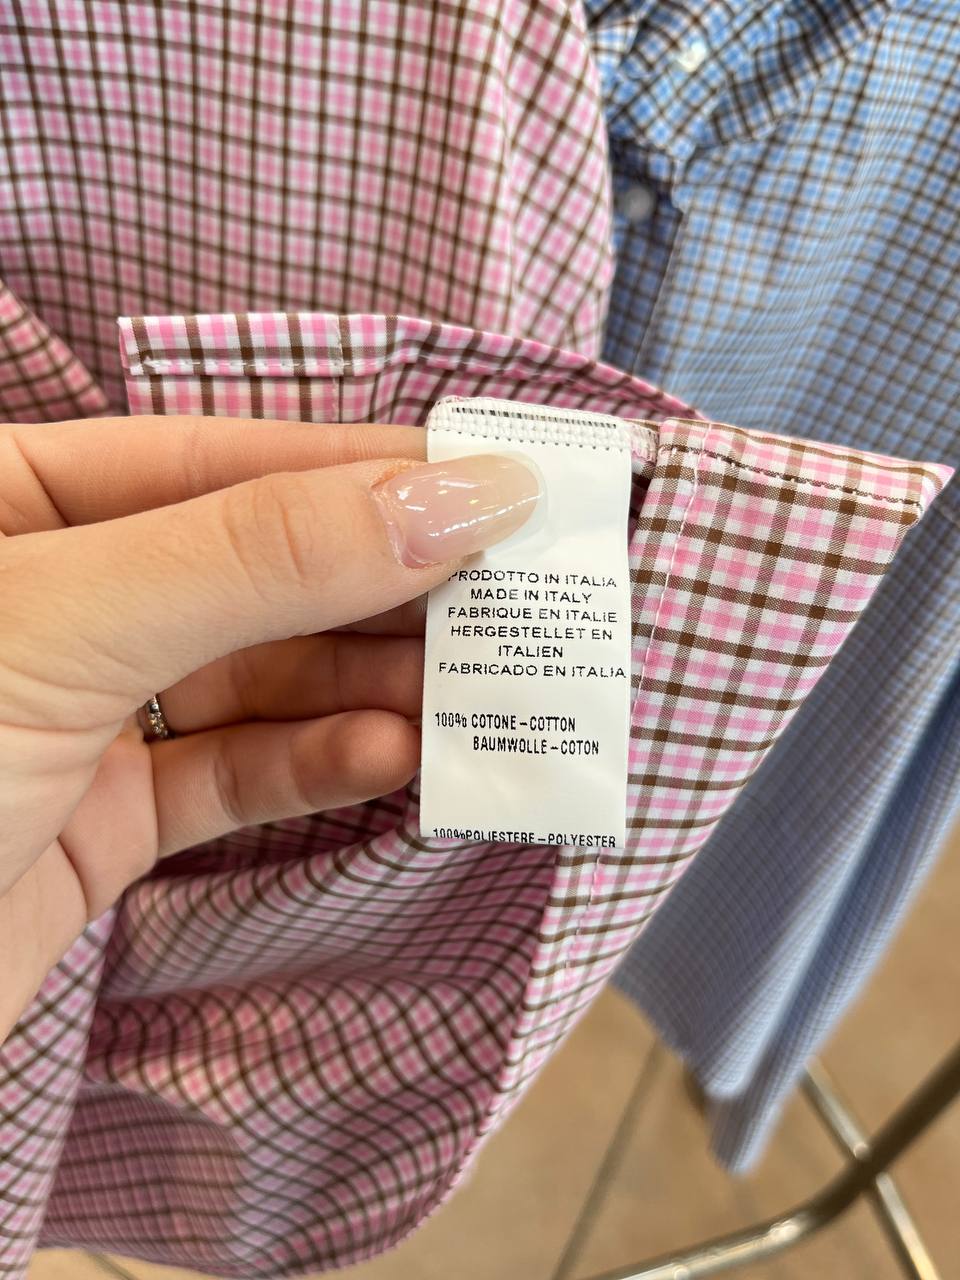 PRODOTTO IN ITALIA
MADE IN ITALY
FABRIQUE EN ITALIE
HERGESTELLET EN
ITALIEN
FABRICADO EN ITALIA
100% COTONE-COTTON
BAUMWOLLE-COTON
100%POLIESTERE-POLYESTER